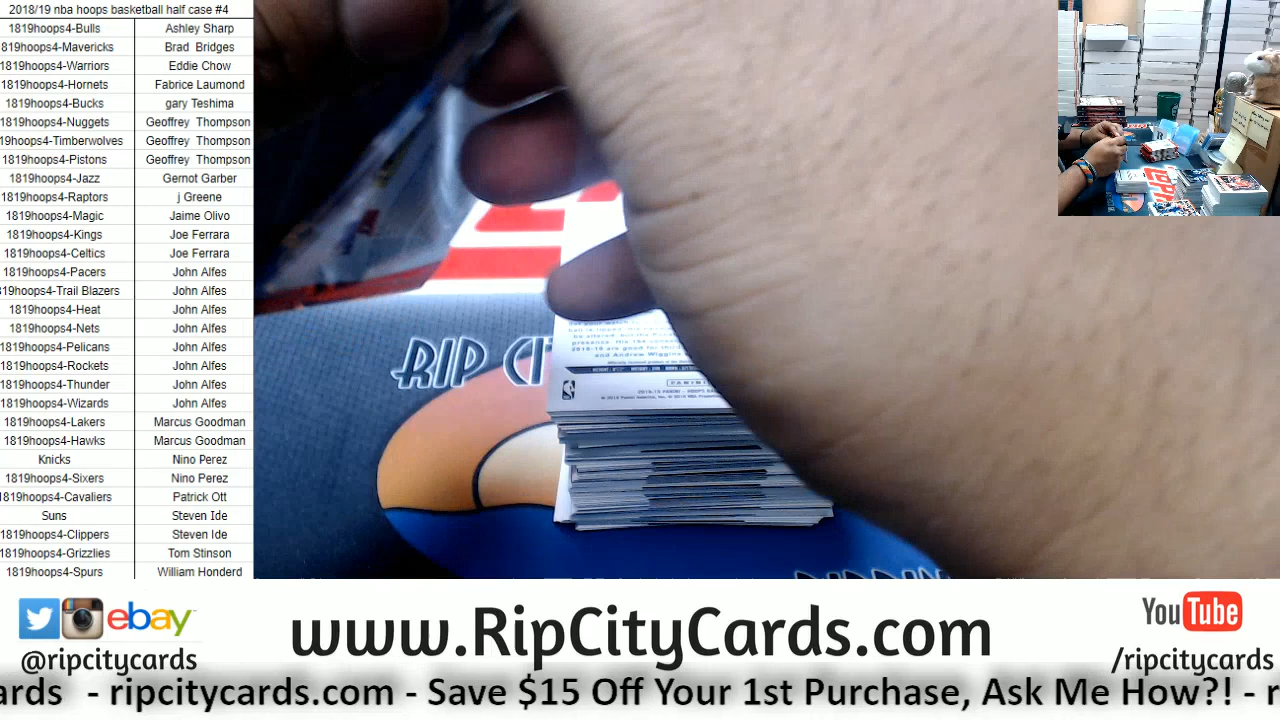 2018/19 nba hoops basketball half case #4
1819hoops4-Bulls Ashley Sharp
819hoops4-Mavericks Brad Bridges
1819hoops4-Warriors Eddie Chow
1819hoops4-Hornets Fabrice Laumond
1819hoops4-Bucks gary Teshima
1819hoops4-Nuggets Geoffrey Thompson
19hoops4-Timberwolves Geoffrey Thompson
1819hoops4-Pistons Geoffrey Thompson
1819hoops4-Jazz Gernot Garber
1819hoops4-Raptors j Greene
1819hoops4-Magic Jaime Olivo
1819hoops4-Kings Joe Ferrara
1819hoops4-Celtics Joe Ferrara
1819hoops4-Pacers John Alfes
819hoops4-Trail Blazers John Alfes
1819hoops4-Heat John Alfes
1819hoops4-Nets John Alfes
1819hoops4-Pelicans John Alfes
1819hoops4-Rockets John Alfes
1819hoops4-Thunder John Alfes
1819hoops4-Wizards John Alfes
1819hoops4-Lakers Marcus Goodman
1819hoops4-Hawks Marcus Goodman
Knicks Nino Perez
1819hoops4-Sixers Nino Perez
1819hoops4-Cavaliers Patrick Ott
Suns Steven Ide
1819hoops4-Clippers Steven Ide
1819hoops4-Grizzlies Tom Stinson
1819hoops4-Spurs William Honderd
RIP CI
and Andrew Wiggins
PANINI
ebay
@ripcitycards
www.RipCityCards.com
YouTube
/ripcitycards
ards - ripcitycards.com - Save $15 Off Your 1st Purchase, Ask Me How?! - r